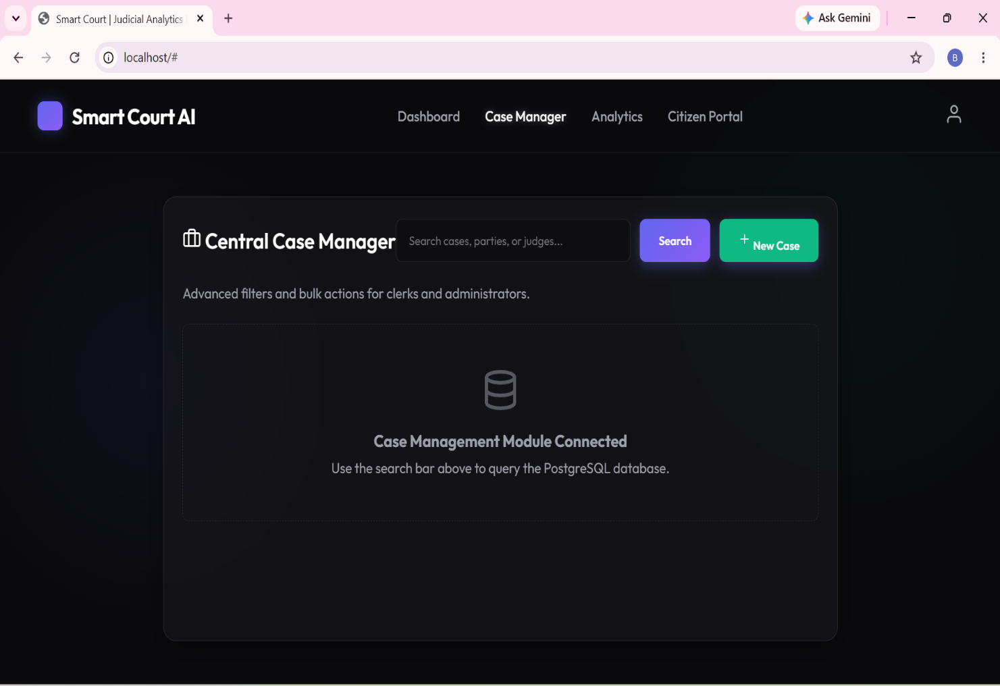 Smart Court | Judicial Analytics
Ask Gemini
localhost/#
B
Smart Court AI
Dashboard
Case Manager
Analytics
Citizen Portal
Central Case Manager
Search cases, parties, or judges...
Search
+ New Case
Advanced filters and bulk actions for clerks and administrators.
Case Management Module Connected
Use the search bar above to query the PostgreSQL database.